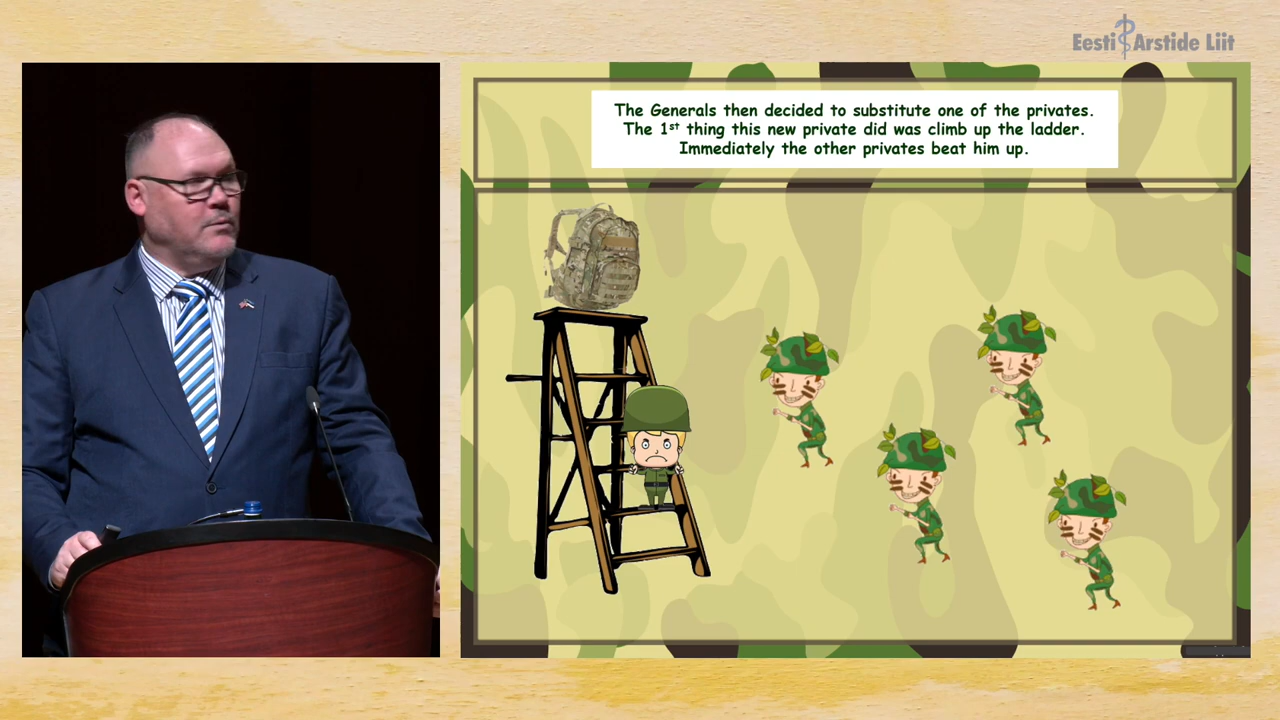 Eesti Arstide Liit
The Generals then decided to substitute one of the privates.
The 1st thing this new private did was climb up the ladder.
Immediately the other privates beat him up.